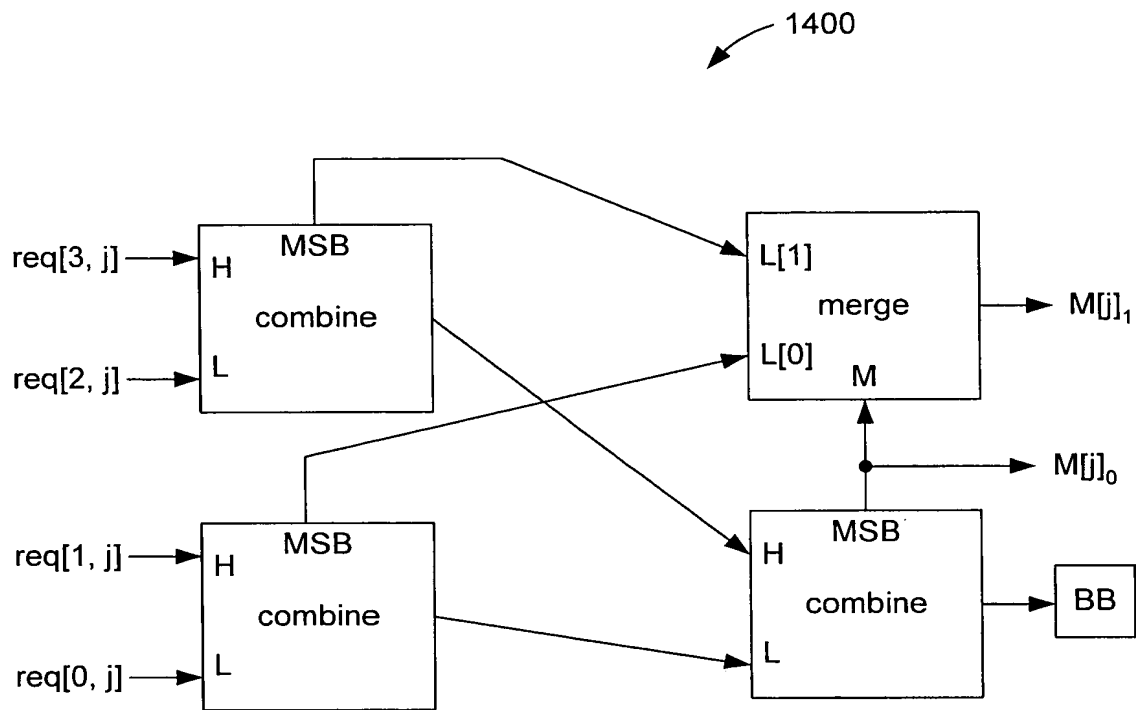 1400
req[3, j]
req[2, j]
MSB
H
combine
L
L[1]
merge
L[0]
M
M[j]₁
M[j]₀
req[1, j]
req[0, j]
MSB
H
combine
L
MSB
H
combine
L
BB